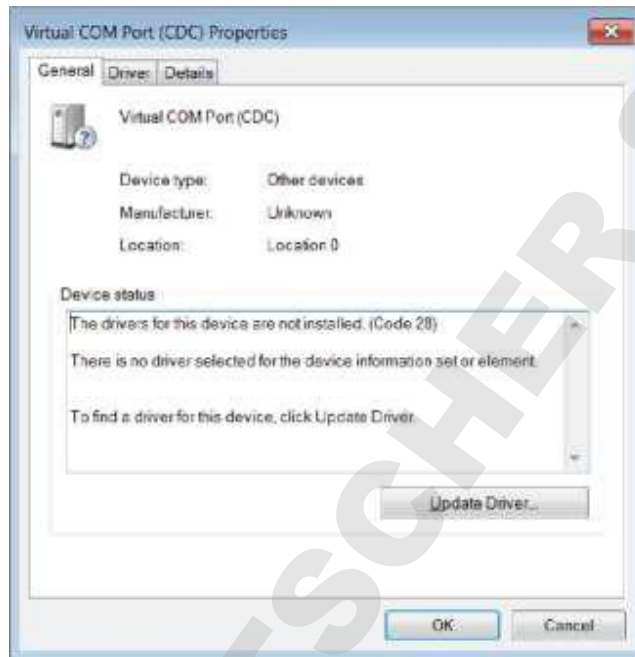 Virtual COM Port (CDC) Properties
General Driver Details
Virtual COM Port (CDC)
Device type: Other devices
Manufacturer: Unknown
Location: Location 0
Device status
The drivers for this device are not installed. (Code 28)
There is no driver selected for the device information set or element.
To find a driver for this device, click Update Driver.
Update Driver...
OK Cancel
SCHER